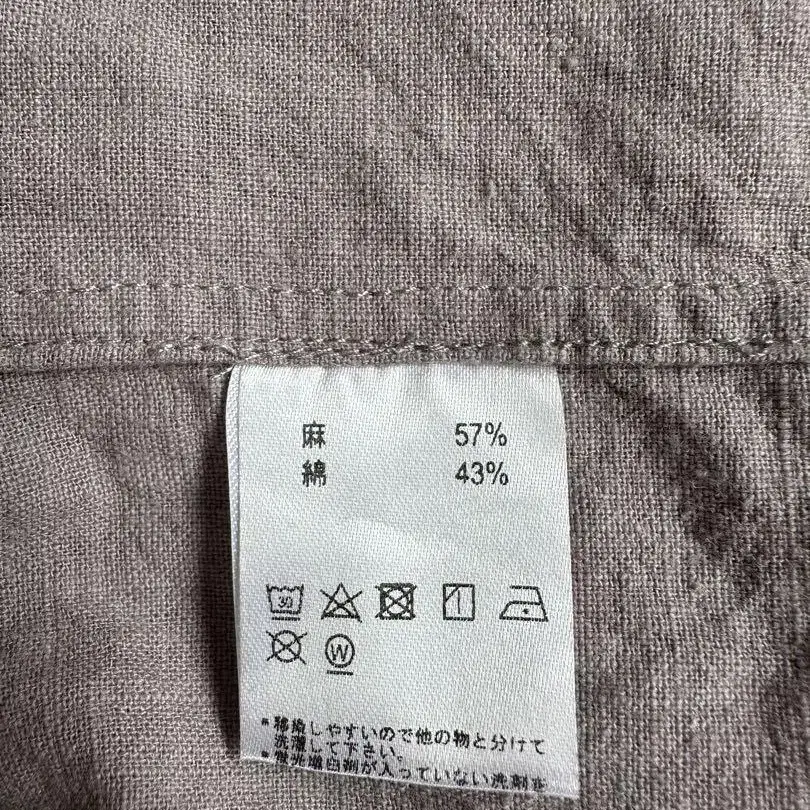 麻 57%
綿 43%
30
W
*移染しやすいので他の物と分けて
洗濯して下さい。
*蛍光増白剤が入っていない洗剤を